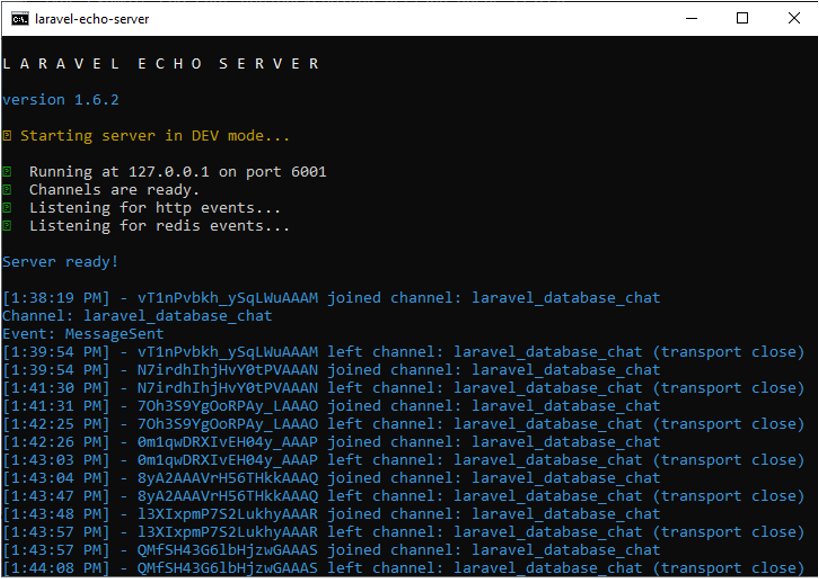 laravel-echo-server
L A R A V E L  E C H O  S E R V E R
version 1.6.2
Starting server in DEV mode...
Running at 127.0.0.1 on port 6001
Channels are ready.
Listening for http events...
Listening for redis events...
Server ready!
[1:38:19 PM] - vT1nPvbkh_ySqLWuAAAM joined channel: laravel_database_chat
Channel: laravel_database_chat
Event: MessageSent
[1:39:54 PM] - vT1nPvbkh_ySqLWuAAAM left channel: laravel_database_chat (transport close)
[1:39:54 PM] - N7irdhIhjHvY0tPVAAAN joined channel: laravel_database_chat
[1:41:30 PM] - N7irdhIhjHvY0tPVAAAN left channel: laravel_database_chat (transport close)
[1:41:31 PM] - 7Oh3S9YgOoRPAy_LAAAO joined channel: laravel_database_chat
[1:42:25 PM] - 7Oh3S9YgOoRPAy_LAAAO left channel: laravel_database_chat (transport close)
[1:42:26 PM] - 0m1qwDRXIvEH04y_AAAP joined channel: laravel_database_chat
[1:43:03 PM] - 0m1qwDRXIvEH04y_AAAP left channel: laravel_database_chat (transport close)
[1:43:04 PM] - 8yA2AAAVrH56THkkAAAQ joined channel: laravel_database_chat
[1:43:47 PM] - 8yA2AAAVrH56THkkAAAQ left channel: laravel_database_chat (transport close)
[1:43:48 PM] - l3XIxpmP7S2LukhyAAAR joined channel: laravel_database_chat
[1:43:57 PM] - l3XIxpmP7S2LukhyAAAR left channel: laravel_database_chat (transport close)
[1:43:57 PM] - QMfSH43G6lbHjzwGAAAS joined channel: laravel_database_chat
[1:44:08 PM] - QMfSH43G6lbHjzwGAAAS left channel: laravel_database_chat (transport close)